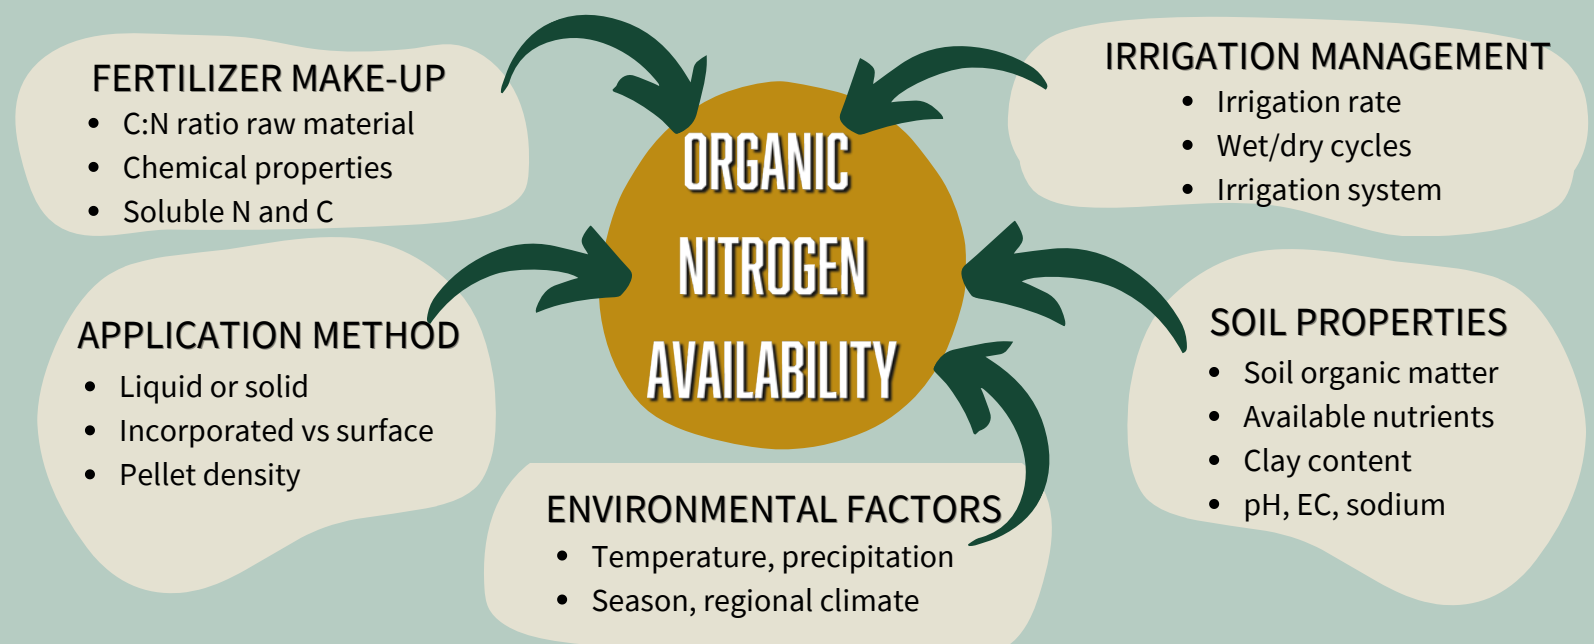 FERTILIZER MAKE-UP
• C:N ratio raw material
• Chemical properties
• Soluble N and C
IRRIGATION MANAGEMENT
• Irrigation rate
• Wet/dry cycles
• Irrigation system
ORGANIC
NITROGEN
AVAILABILITY
APPLICATION METHOD
• Liquid or solid
• Incorporated vs surface
• Pellet density
SOIL PROPERTIES
• Soil organic matter
• Available nutrients
• Clay content
• pH, EC, sodium
ENVIRONMENTAL FACTORS
• Temperature, precipitation
• Season, regional climate